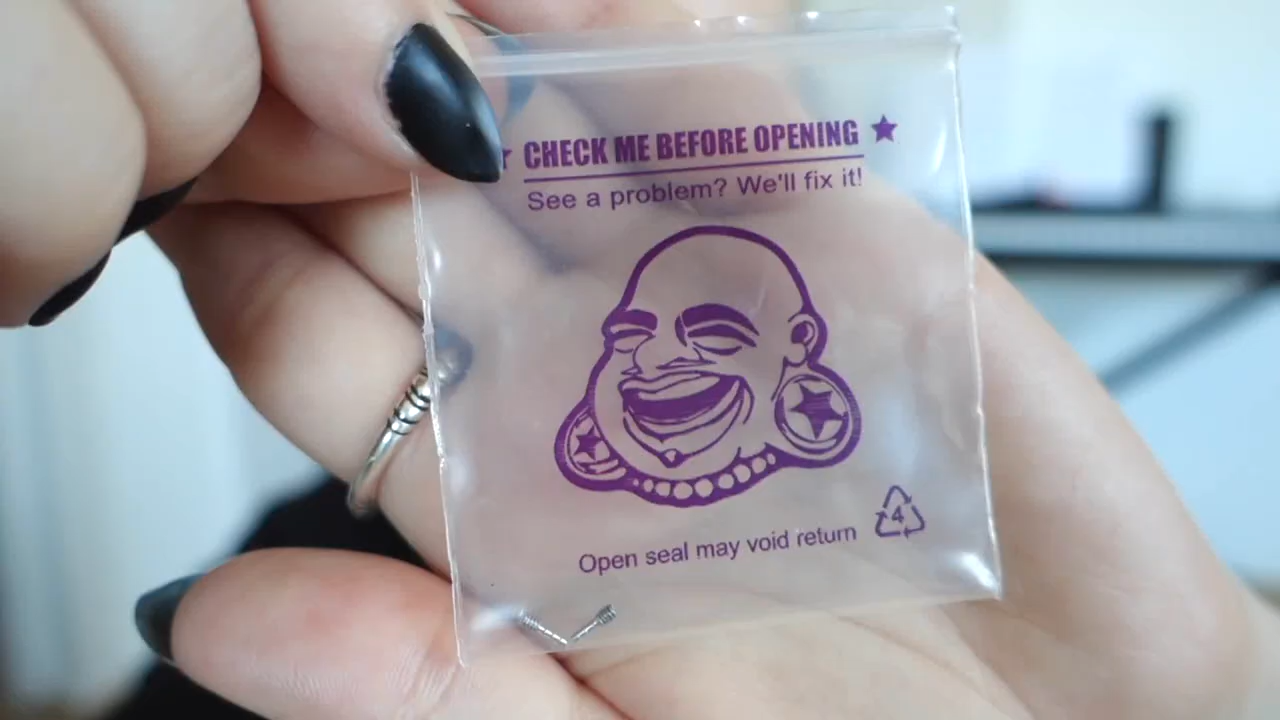 CHECK ME BEFORE OPENING
See a problem? We'll fix it!
Open seal may void return
4